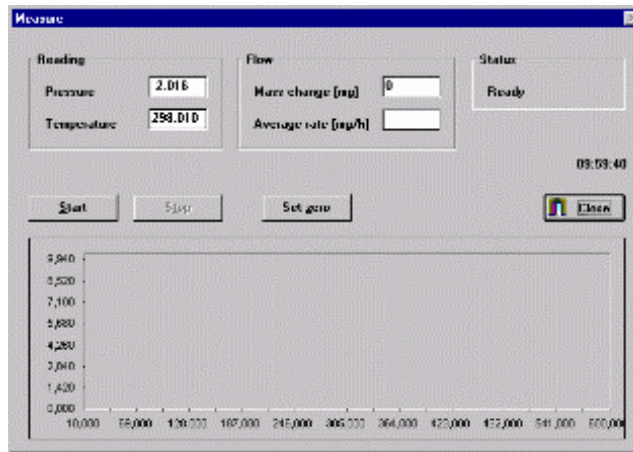 Measure
Reading
Pressure 2.016
Temperature 298.010
Flow
Mass change [mg] 0
Average rate [mg/h]
Status
Ready
09:59:40
Start
Stop
Set zero
Close
9,940
8,520
7,100
5,680
4,260
2,840
1,420
0,000
10,000 69,000 128,000 187,000 246,000 305,000 364,000 423,000 482,000 541,000 600,000